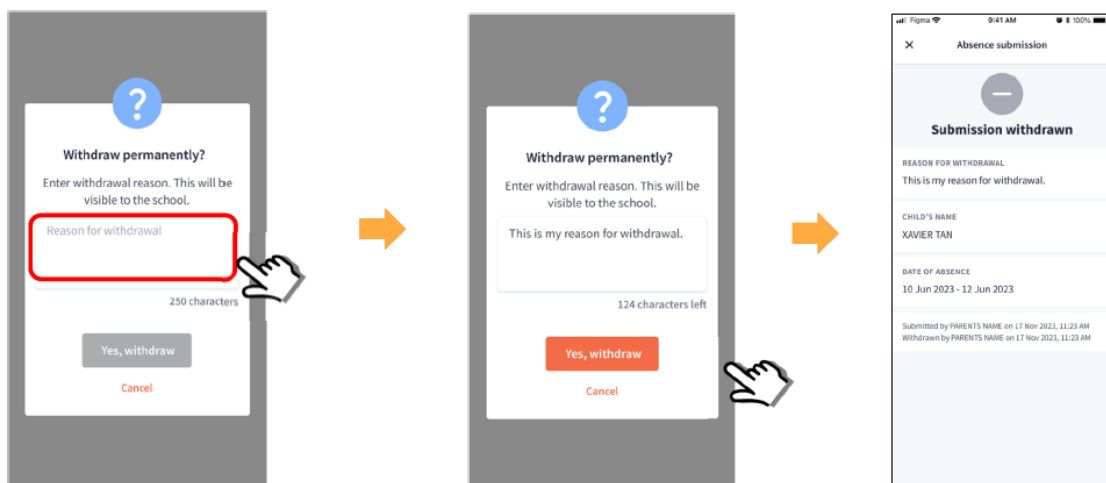 ?
Withdraw permanently?
Enter withdrawal reason. This will be
visible to the school.
Reason for withdrawal
250 characters
Yes, withdraw
Cancel
?
Withdraw permanently?
Enter withdrawal reason. This will be
visible to the school.
This is my reason for withdrawal.
124 characters left
Yes, withdraw
Cancel
Figma 9:41 AM 100%
× Absence submission
Submission withdrawn
REASON FOR WITHDRAWAL
This is my reason for withdrawal.
CHILD'S NAME
XAVIER TAN
DATE OF ABSENCE
10 Jun 2023 - 12 Jun 2023
Submitted by PARENTS NAME on 17 Nov 2023, 11:23 AM
Withdrawn by PARENTS NAME on 17 Nov 2023, 11:23 AM